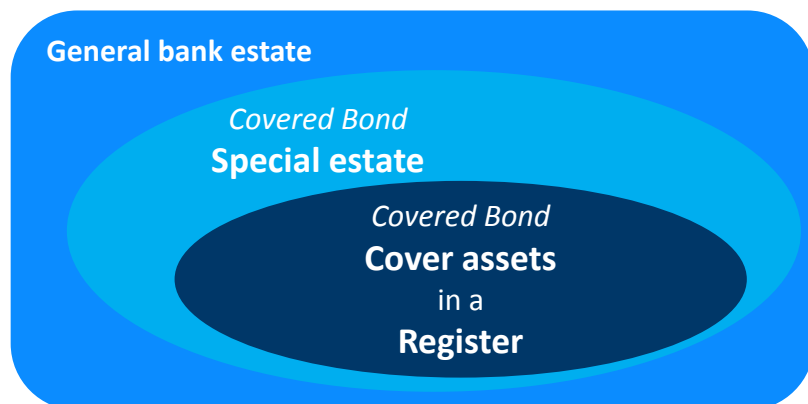 General bank estate
Covered Bond
Special estate
Covered Bond
Cover assets
in a
Register